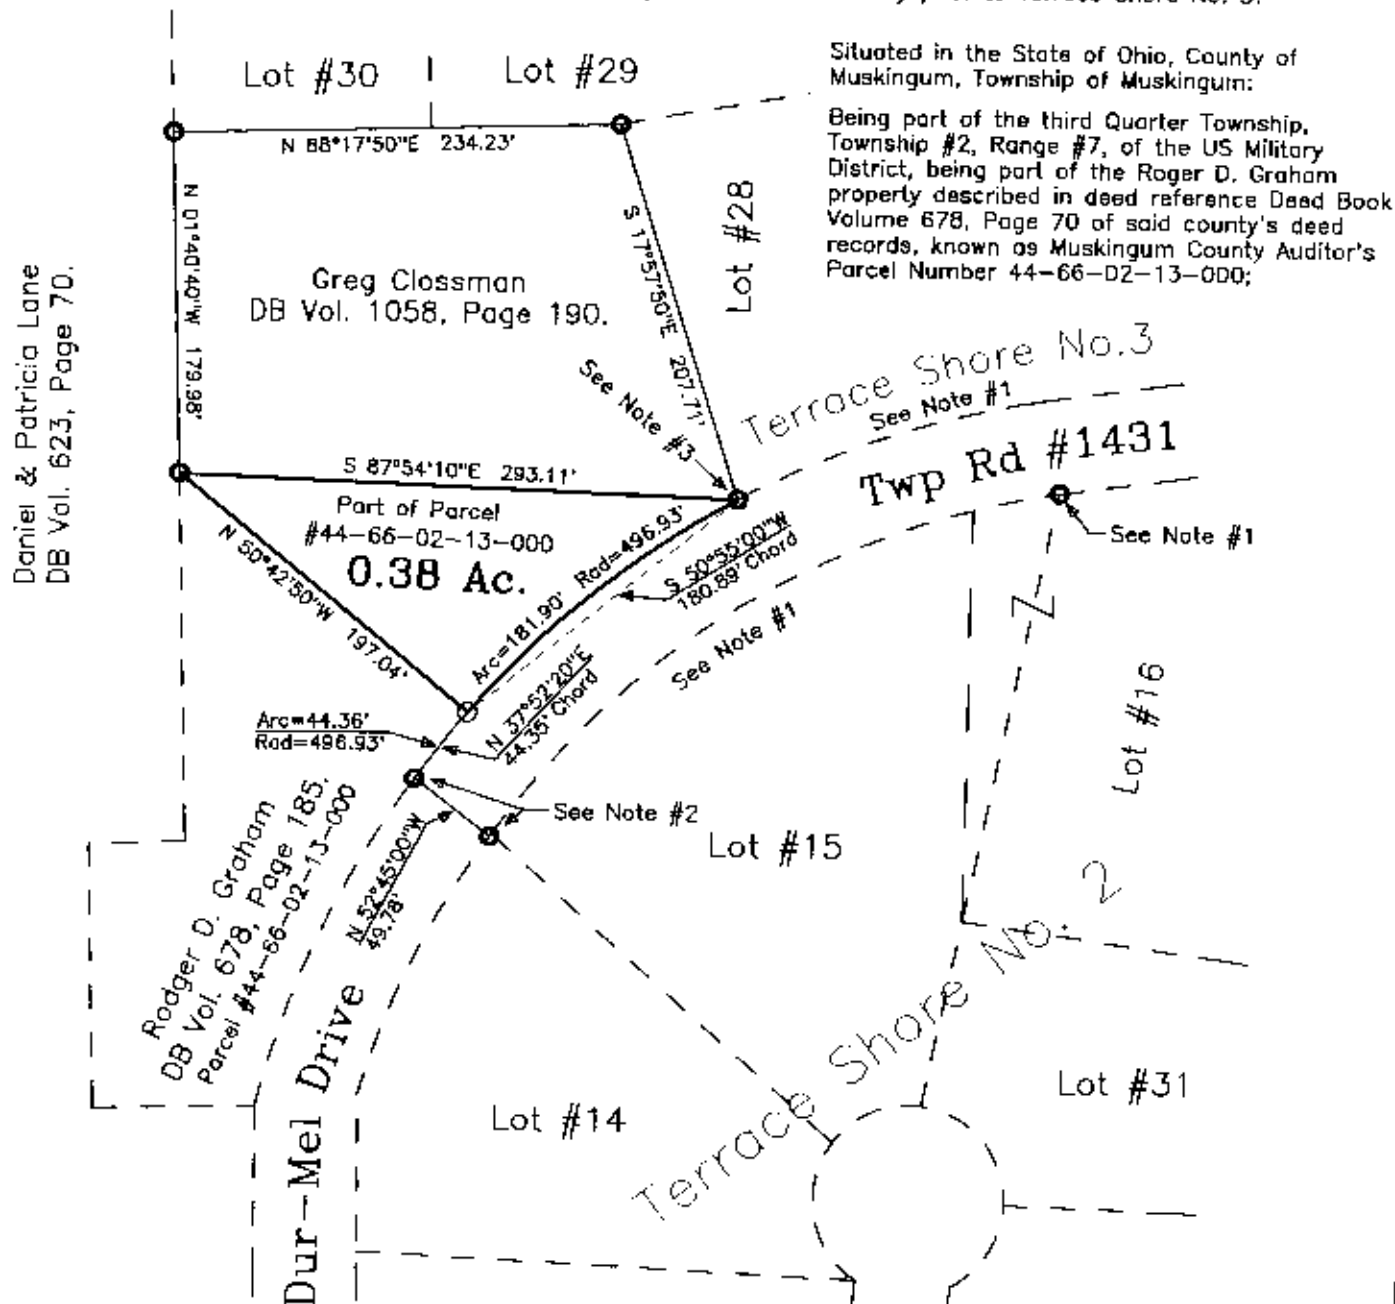 Situated in the State of Ohio, County of
Muskingum, Township of Muskingum:
Being part of the third Quarter Township,
Township #2, Range #7, of the US Military
District, being part of the Roger D. Graham
property described in deed reference Deed Book
Volume 678, Page 70 of said county's deed
records, known as Muskingum County Auditor's
Parcel Number 44-66-02-13-000;
Lot #30
Lot #29
N 88°17'50"E 234.23'
N 01°40'40"W 179.98'
S 17°57'50"E 207.71'
Lot #28
Daniel & Patricia Lane
DB Vol. 623, Page 70.
Greg Clossman
DB Vol. 1058, Page 190.
See Note #3
Terrace Shore No.3
See Note #1
Twp Rd #1431
See Note #1
S 87°54'10"E 293.11'
Part of Parcel
#44-66-02-13-000
0.38 Ac.
N 50°42'50"W 197.04'
Arc=181.90' Rad=496.93'
S 50°55'00"W
180.89' Chord
See Note #1
N 37°52'20"E
44.35' Chord
Arc=44.36'
Rad=496.93'
See Note #2
N 52°45'00"W
49.78'
Rodger D. Graham
DB Vol. 678, Page 185.
Parcel #44-66-02-13-000
Lot #15
Lot #16
Terrace Shore No. 2
Lot #14
Lot #31
Dur-Mel Drive